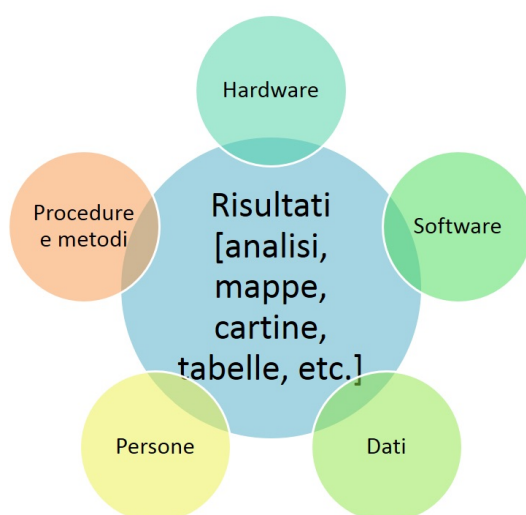 Hardware
Risultati
[analisi,
mappe,
cartine,
tabelle, etc.]
Procedure
e metodi
Software
Persone
Dati